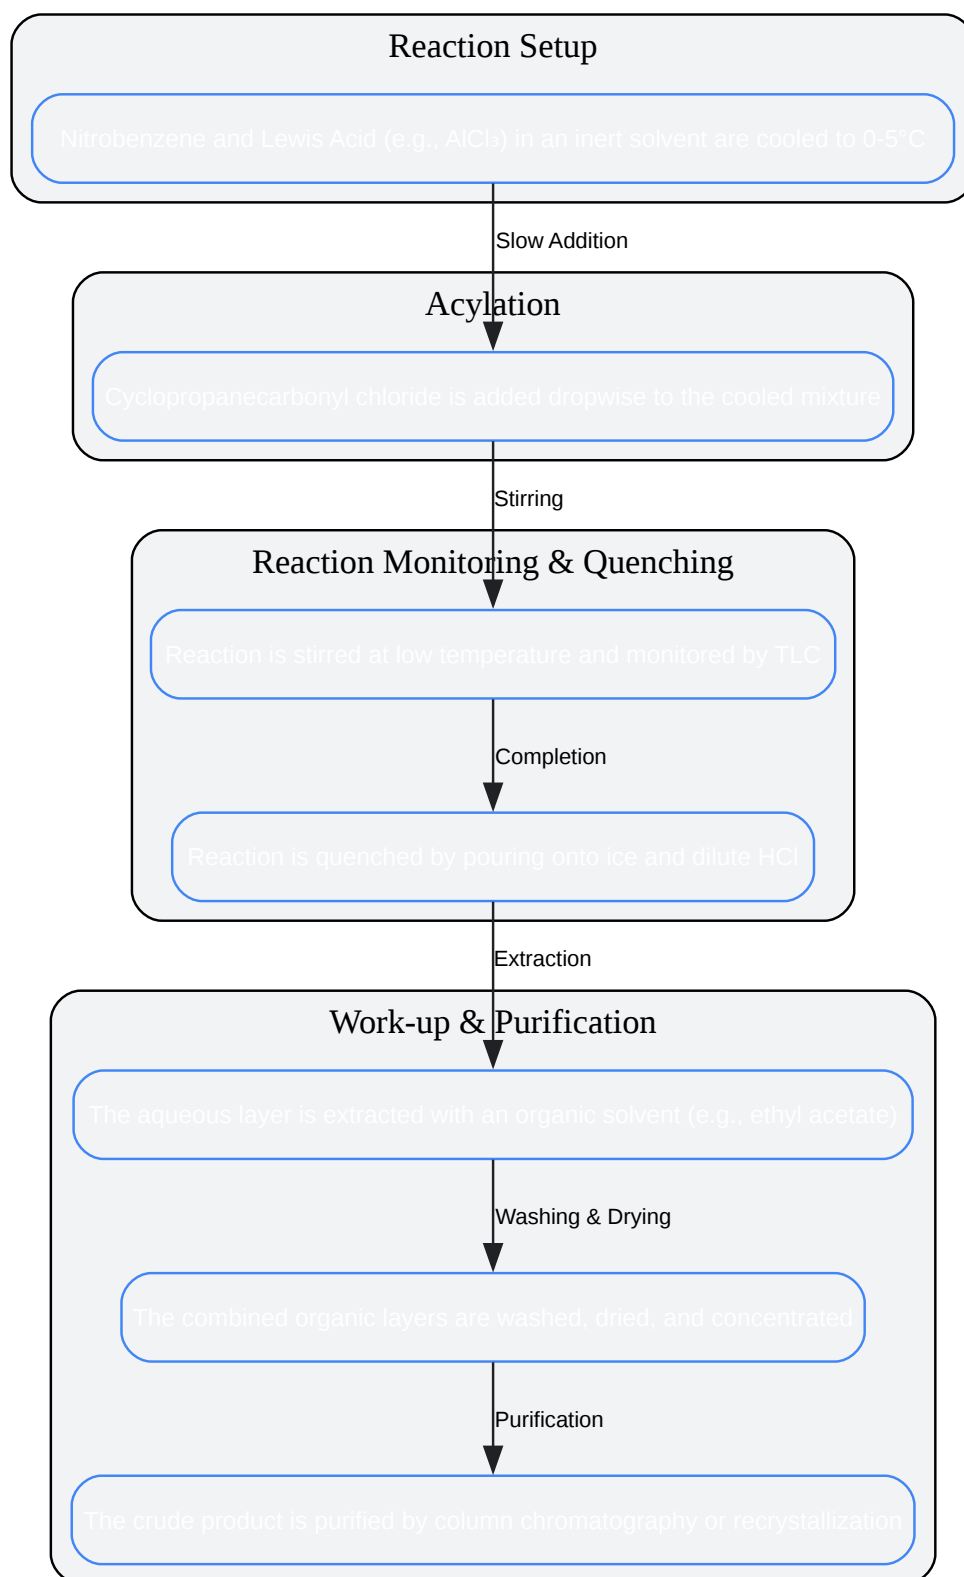 Reaction Setup
Nitrobenzene and Lewis Acid (e.g., AlCl₃) in an inert solvent are cooled to 0-5°C
Slow Addition
Acylation
Cyclopropanecarbonyl chloride is added dropwise to the cooled mixture
Stirring
Reaction Monitoring & Quenching
Reaction is stirred at low temperature and monitored by TLC
Completion
Reaction is quenched by pouring onto ice and dilute HCl
Extraction
Work-up & Purification
The aqueous layer is extracted with an organic solvent (e.g., ethyl acetate)
Washing & Drying
The combined organic layers are washed, dried, and concentrated
Purification
The crude product is purified by column chromatography or recrystallization